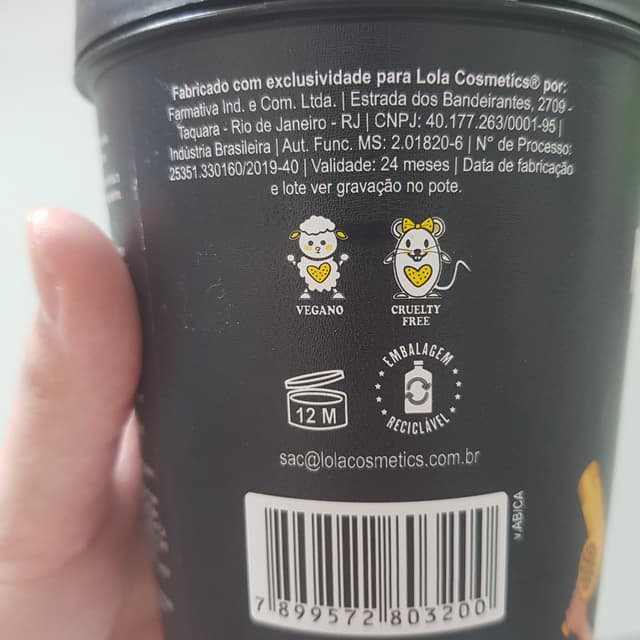 Fabricado com exclusividade para Lola Cosmetics® por:
Farmativa Ind. e Com. Ltda. | Estrada dos Bandeirantes, 2709 -
Taquara - Rio de Janeiro - RJ | CNPJ: 40.177.263/0001-95 |
Indústria Brasileira | Aut. Func. MS: 2.01820-6 | N° de Processo:
25351.330160/2019-40 | Validade: 24 meses | Data de fabricação
e lote ver gravação no pote.
VEGANO
CRUELTY
FREE
12 M
EMBALAGEM
RECICLÁVEL
sac@lolacosmetics.com.br
7 899572 803200